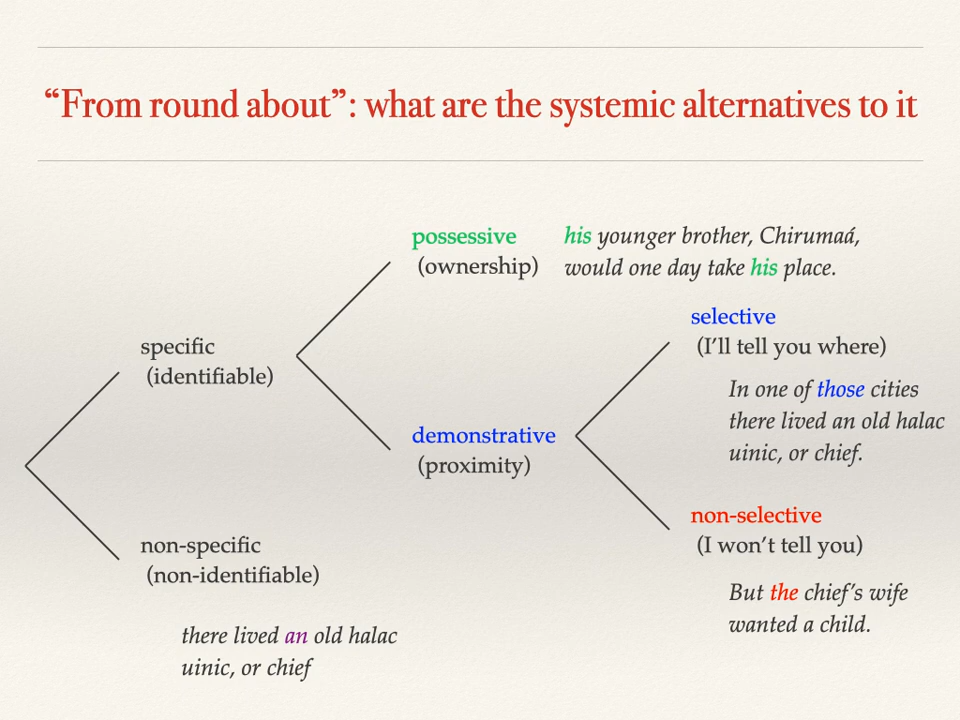 “From round about”: what are the systemic alternatives to it
possessive
(ownership)
his younger brother, Chirumaá,
would one day take his place.
specific
(identifiable)
selective
(I’ll tell you where)
In one of those cities
there lived an old halac
uinic, or chief.
demonstrative
(proximity)
non-selective
(I won’t tell you)
But the chief’s wife
wanted a child.
non-specific
(non-identifiable)
there lived an old halac
uinic, or chief